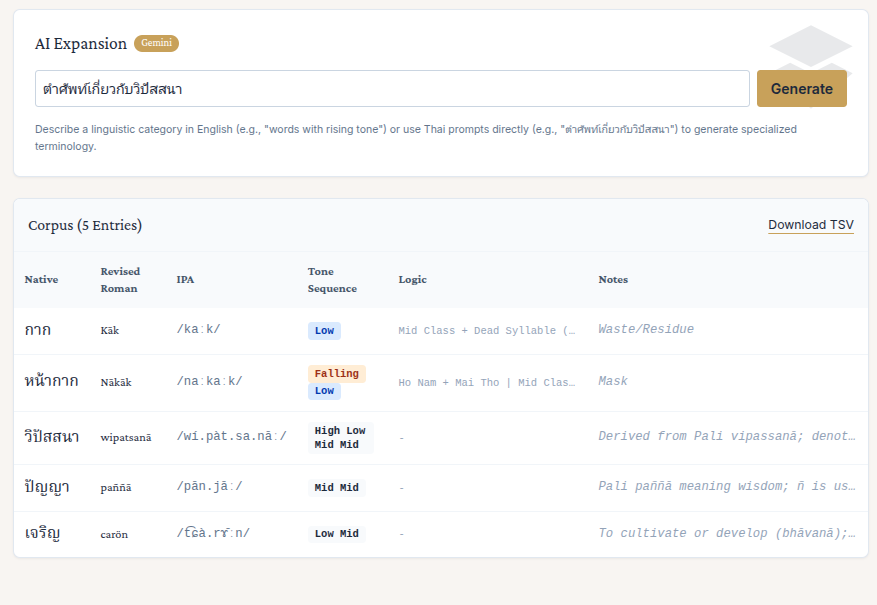 AI Expansion Gemini
คำศัพท์เกี่ยวกับวิปัสสนา
Generate
Describe a linguistic category in English (e.g., "words with rising tone") or use Thai prompts directly (e.g., "คำศัพท์เกี่ยวกับวิปัสสนา") to generate specialized
terminology.
Corpus (5 Entries)
Download TSV
Native
Revised
Roman
IPA
Tone
Sequence
Logic
Notes
กาก
Kāk
/kaːk/
Low
Mid Class + Dead Syllable (…
Waste/Residue
หน้ากาก
Nākāk
/naːkaːk/
Falling
Low
Ho Nam + Mai Tho | Mid Clas…
Mask
วิปัสสนา
wipatsanā
/wí.pàt.sa.nāː/
High Low
Mid Mid
-
Derived from Pali vipassanā; denot…
ปัญญา
paññā
/pān.jāː/
Mid Mid
-
Pali paññā meaning wisdom; ñ is us…
เจริญ
carön
Low Mid
-
To cultivate or develop (bhāvanā);…